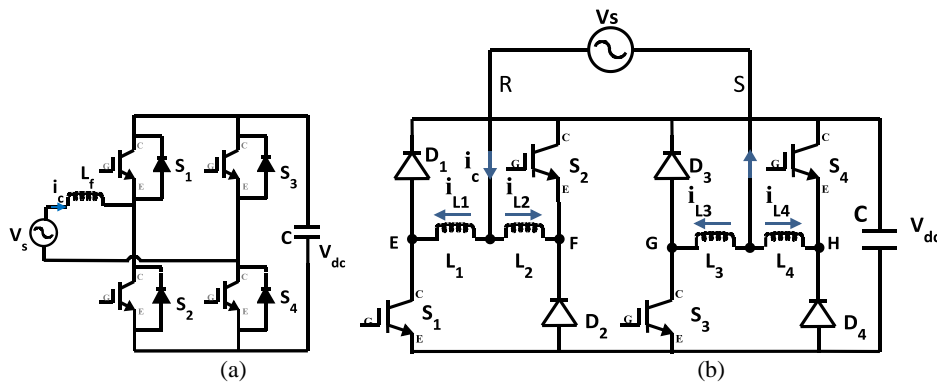 Vs
R
S
C
G
E
S1
C
G
E
S3
Lf
ic
Vs
C
Vdc
C
G
E
S2
C
G
E
S4
(a)
D1
ic
C
G
S2
E
D3
C
G
S4
E
iL1
iL2
iL3
iL4
C
Vdc
E
F
G
H
L1
L2
L3
L4
C
G
S1
E
D2
C
G
S3
E
D4
(b)